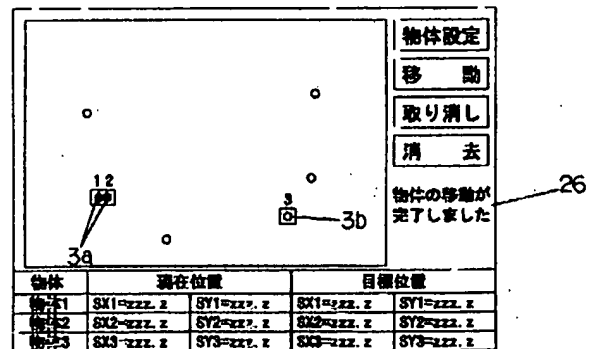 物体設定
移 動
取り消し
消 去
物体の移動が
完了しました
26
1 2
3
3a
3b
物体 現在位置 目標位置
物体1 SX1=zzz.z SY1=zzz.z SX1=zzz.z SY1=zzz.z
物体2 SX2=zzz.z SY2=zzz.z SX2=zzz.z SY2=zzz.z
物体3 SX3=zzz.z SY3=zzz.z SX3=zzz.z SY3=zzz.z